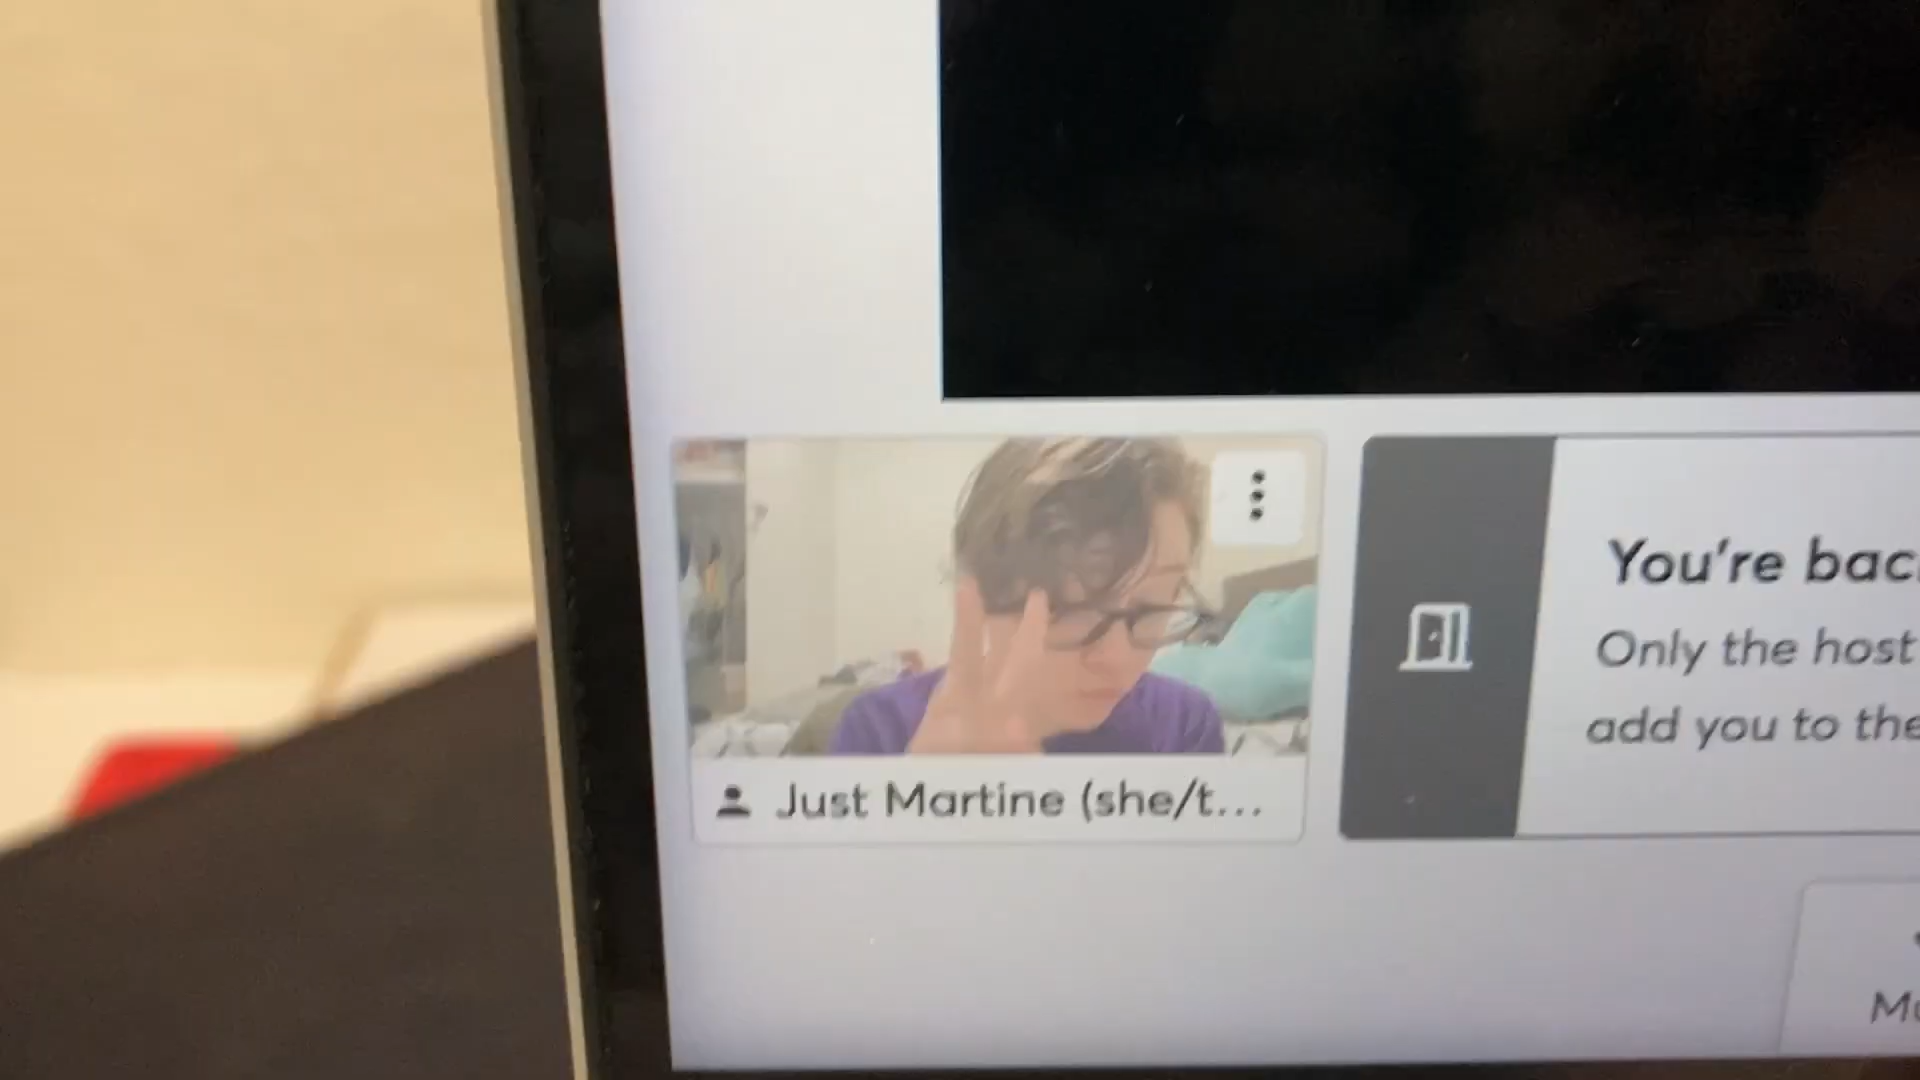 Just Martine (she/t...
You're bac
Only the host
add you to the